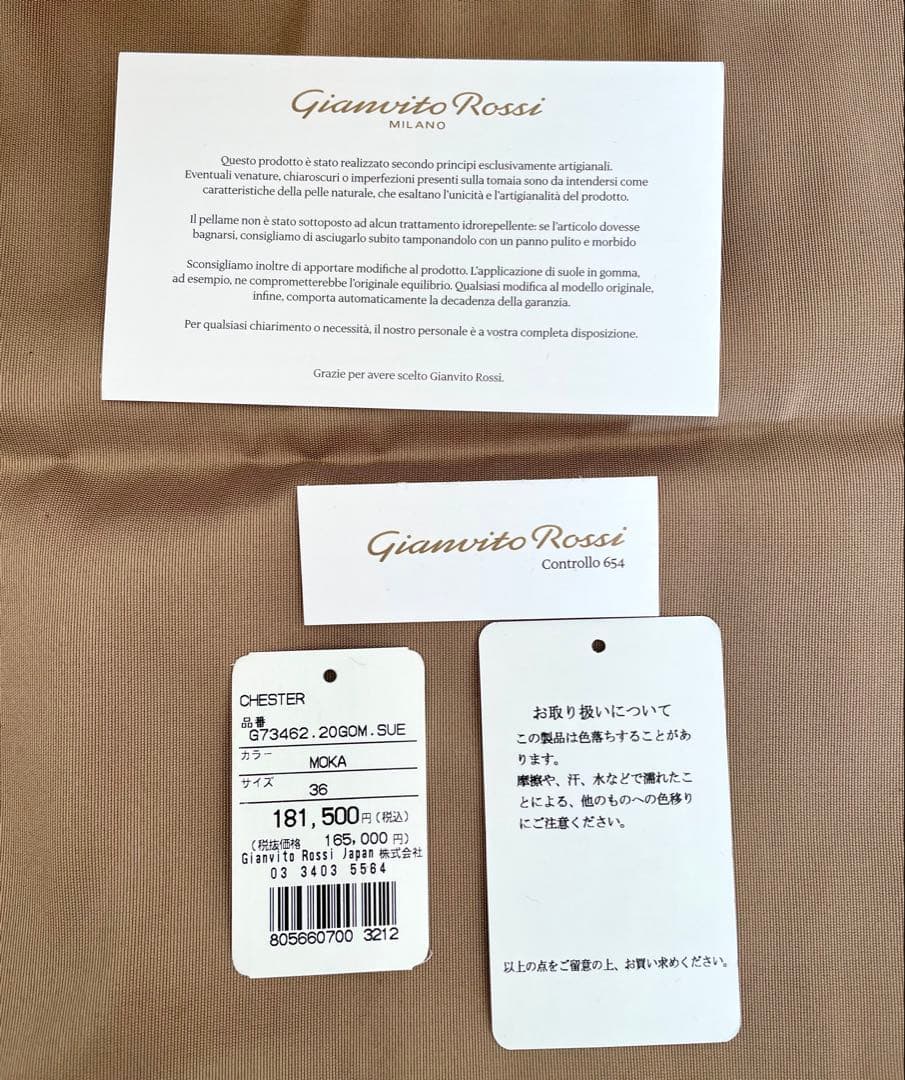 Gianvito Rossi
MILANO
Questo prodotto è stato realizzato secondo principi esclusivamente artigianali.
Eventuali venature, chiaroscuri o imperfezioni presenti sulla tomaia sono da intendersi come
caratteristiche della pelle naturale, che esaltano l'unicità e l'artigianalità del prodotto.
Il pellame non è stato sottoposto ad alcun trattamento idrorepellente: se l'articolo dovesse
bagnarsi, consigliamo di asciugarlo subito tamponandolo con un panno pulito e morbido
Sconsigliamo inoltre di apportare modifiche al prodotto. L'applicazione di suole in gomma,
ad esempio, ne comprometterebbe l'originale equilibrio. Qualsiasi modifica al modello originale,
infine, comporta automaticamente la decadenza della garanzia.
Per qualsiasi chiarimento o necessità, il nostro personale è a vostra completa disposizione.
Grazie per avere scelto Gianvito Rossi.
Gianvito Rossi
Controllo 654
CHESTER
品番
G73462.20GOM.SUE
カラー
MOKA
サイズ
36
181,500円(税込)
(税抜価格 165,000円)
Gianvito Rossi Japan 株式会社
03 3403 5564
805660700 3212
お取り扱いについて
この製品は色落ちすることがあ
ります。
摩擦や、汗、水などで濡れたこ
とによる、他のものへの色移り
にご注意ください。
以上の点をご留意の上、お買い求めください。